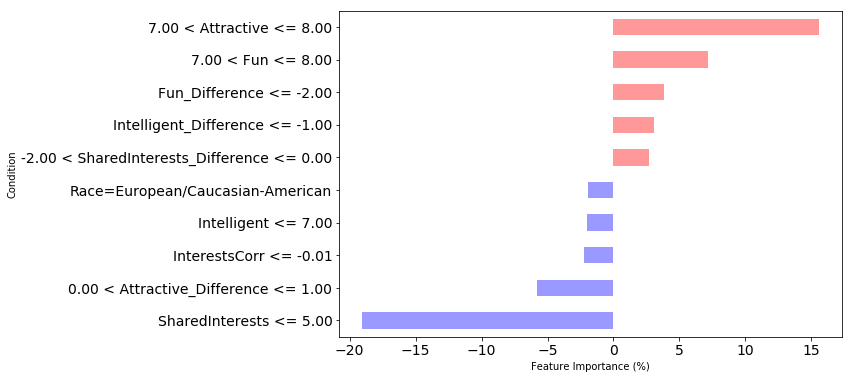 7.00 < Attractive <= 8.00
7.00 < Fun <= 8.00
Fun_Difference <= -2.00
Intelligent_Difference <= -1.00
-2.00 < SharedInterests_Difference <= 0.00
Race=European/Caucasian-American
Intelligent <= 7.00
InterestsCorr <= -0.01
0.00 < Attractive_Difference <= 1.00
SharedInterests <= 5.00
Condition
−20 −15 −10 −5 0 5 10 15
Feature Importance (%)